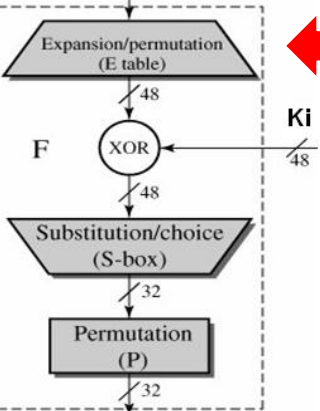 Expansion/permutation
(E table)
48
Ki
F
XOR
48
48
Substitution/choice
(S-box)
32
Permutation
(P)
32